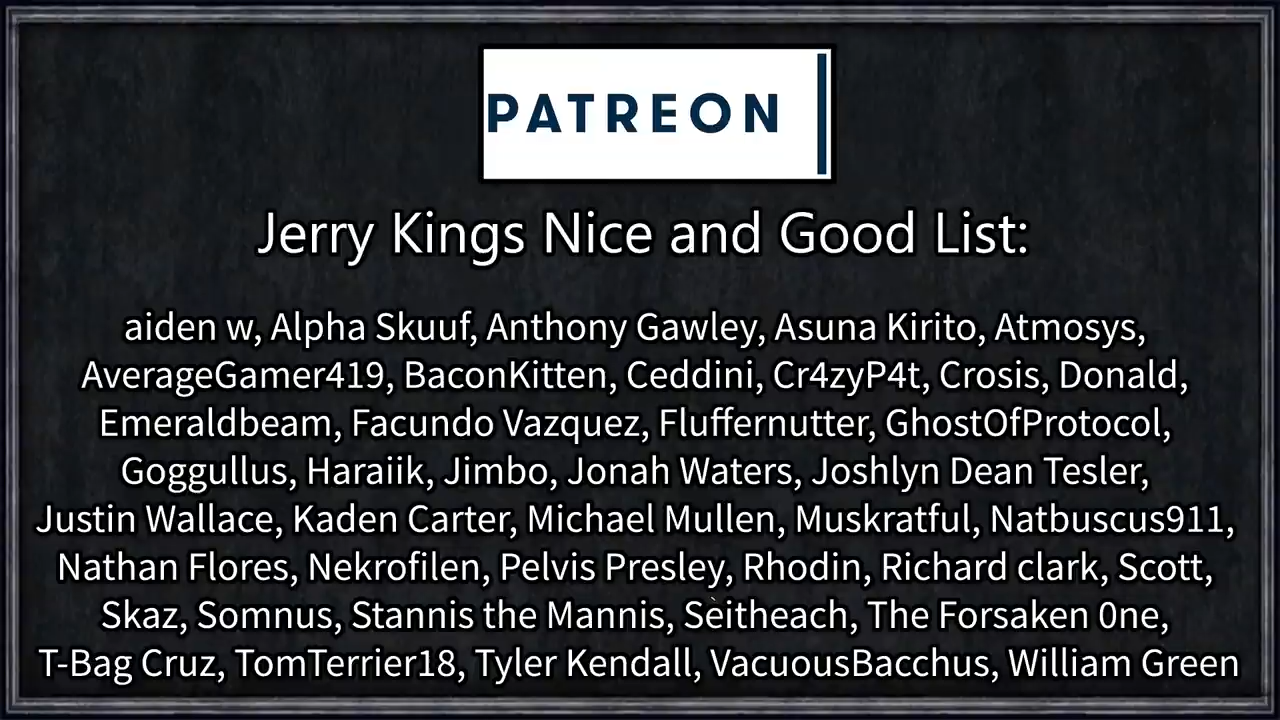 PATREON
Jerry Kings Nice and Good List:
aiden w, Alpha Skuuf, Anthony Gawley, Asuna Kirito, Atmosys,
AverageGamer419, BaconKitten, Ceddini, Cr4zyP4t, Crosis, Donald,
Emeraldbeam, Facundo Vazquez, Fluffernutter, GhostOfProtocol,
Goggullus, Haraiik, Jimbo, Jonah Waters, Joshlyn Dean Tesler,
Justin Wallace, Kaden Carter, Michael Mullen, Muskratful, Natbuscus911,
Nathan Flores, Nekrofilen, Pelvis Presley, Rhodin, Richard clark, Scott,
Skaz, Somnus, Stannis the Mannis, Sèitheach, The Forsaken 0ne,
T-Bag Cruz, TomTerrier18, Tyler Kendall, VacuousBacchus, William Green